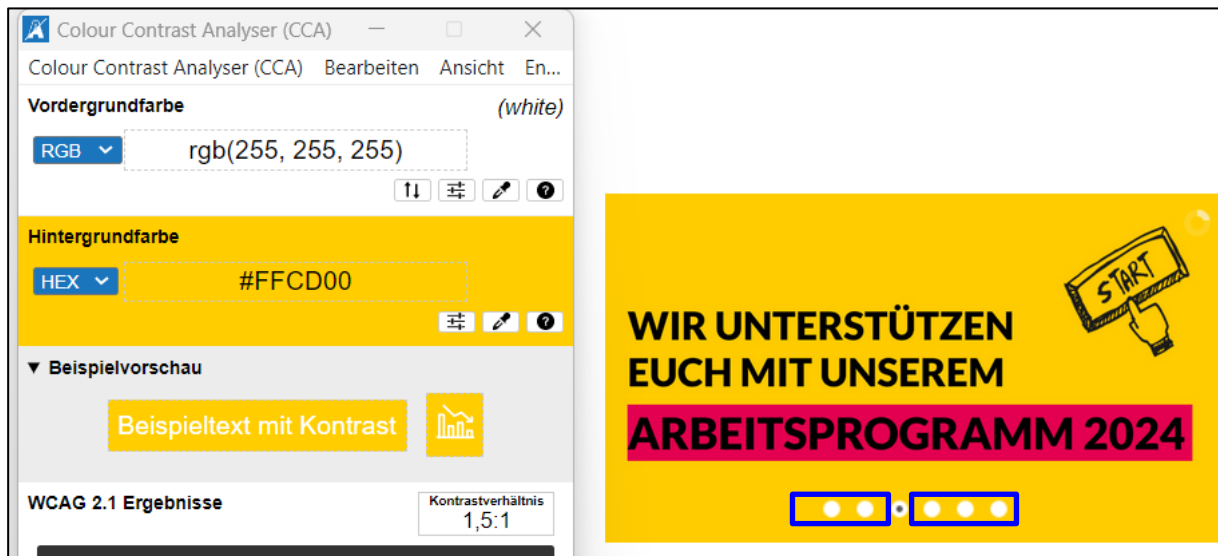 Colour Contrast Analyser (CCA)
Colour Contrast Analyser (CCA) Bearbeiten Ansicht En...
Vordergrundfarbe (white)
RGB rgb(255, 255, 255)
Hintergrundfarbe
HEX #FFCD00
▼ Beispielvorschau
Beispieltext mit Kontrast
WCAG 2.1 Ergebnisse
Kontrastverhältnis
1,5:1
START
WIR UNTERSTÜTZEN
EUCH MIT UNSEREM
ARBEITSPROGRAMM 2024